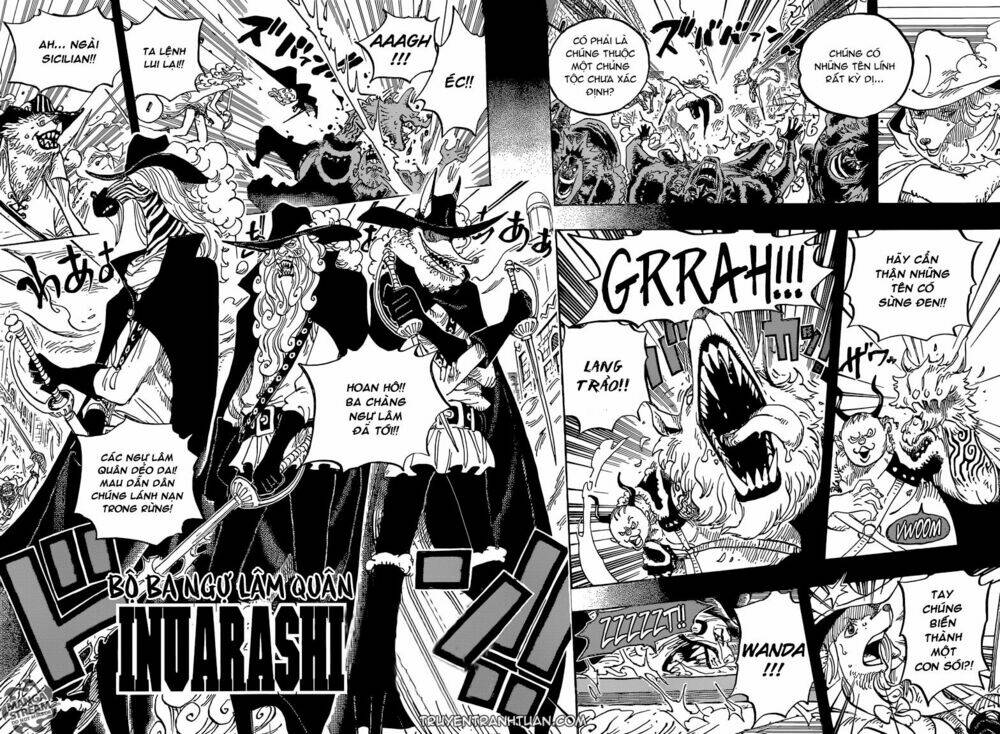 CHÚNG CÓ
NHỮNG TÊN LÍNH
RẤT KỲ DỊ...
CÓ PHẢI LÀ
CHÚNG THUỘC
MỘT CHỦNG
TỘC CHƯA XÁC
ĐỊNH?
HÃY CẨN
THẬN NHỮNG
TÊN CÓ
SỪNG ĐEN!!
GRRAH!!!
LANG
TRẢO!!
VWOOM
TAY
CHÚNG
BIẾN
THÀNH
MỘT
CON SÓI?!
WANDA
!!!
ZZZZZT!!
AAAGH
!!!
ÉC!!
TA LỆNH
LUI LẠI!!
AH... NGÀI
SICILIAN!!
HOAN HÔ!!
BA CHÀNG
NGỰ LÂM
ĐÃ TỚI!!
CÁC NGỰ LÂM
QUÂN DẺO DAI!
MAU DẪN DÂN
CHÚNG LÁNH NẠN
TRONG RỪNG!
BỘ BA NGỰ LÂM QUÂN
INUARASHI
ドド!!
MANGA
STREAM
TRUYENTRANHTUAN.COM